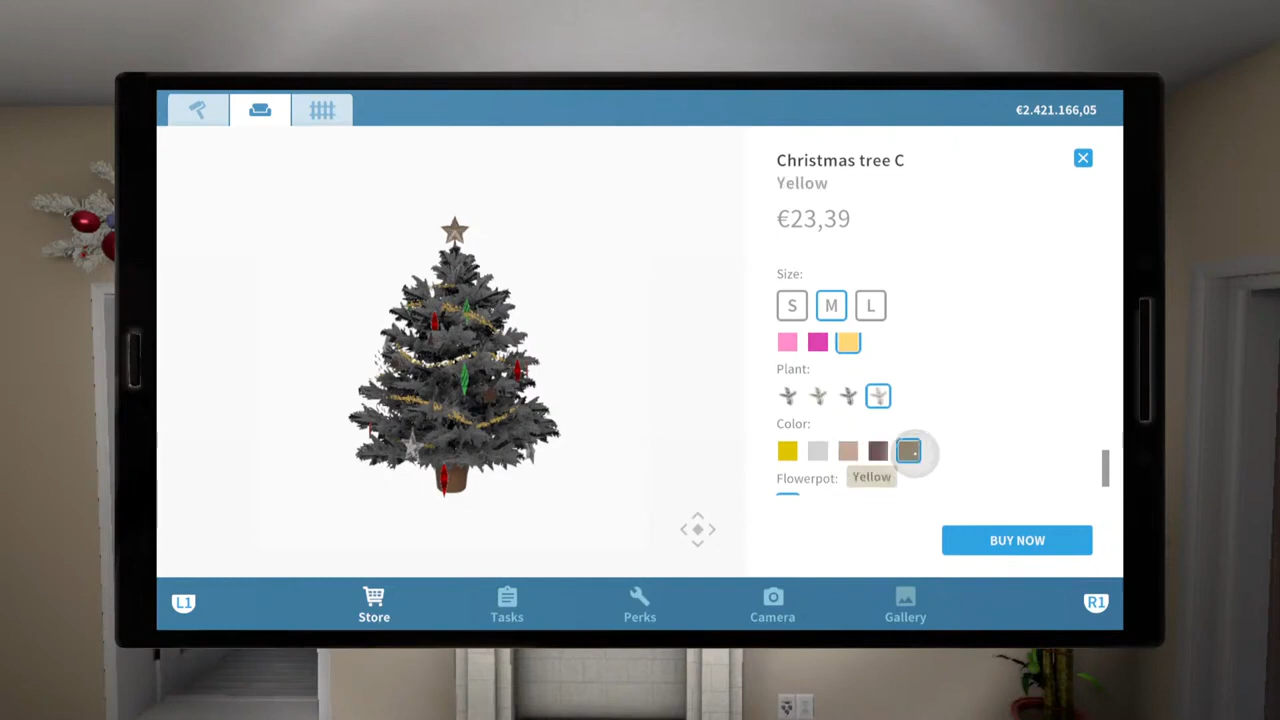 €2.421.166,05
Christmas tree C
Yellow
€23,39
Size:
S M L
Plant:
Color:
Flowerpot:
Yellow
BUY NOW
L1
Store
Tasks
Perks
Camera
Gallery
R1